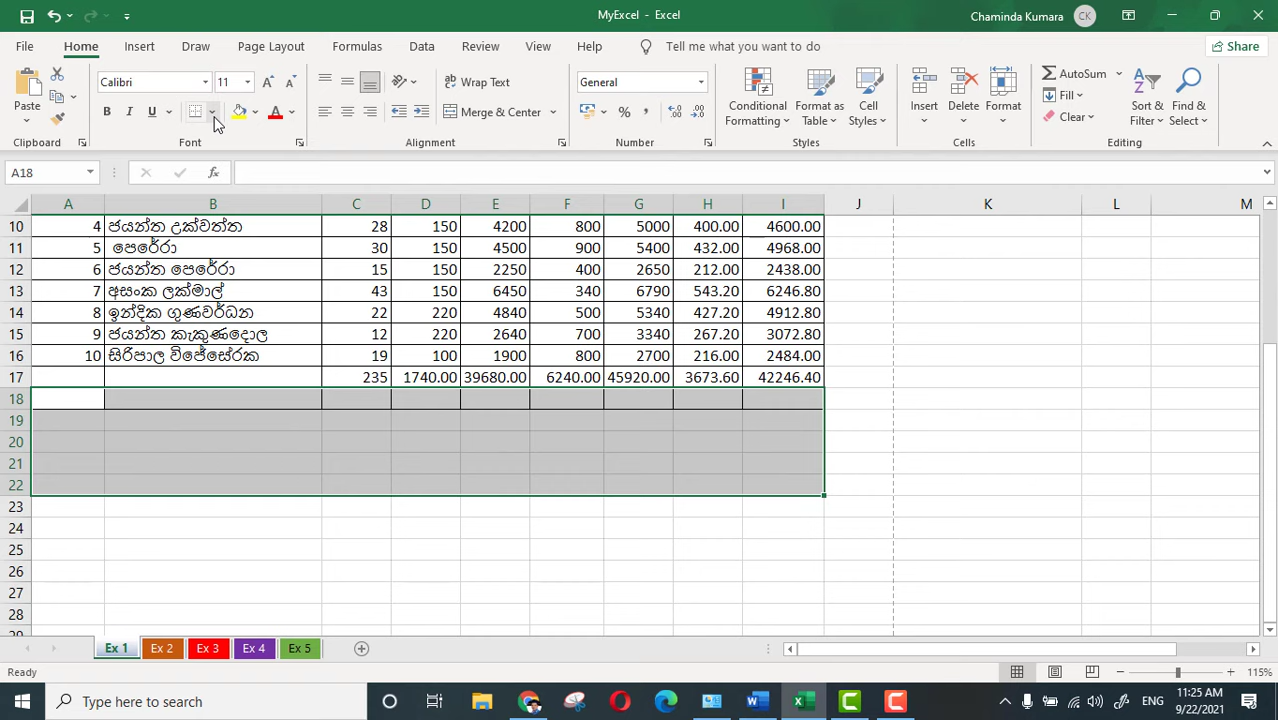 MyExcel - Excel
Chaminda Kumara CK
File Home Insert Draw Page Layout Formulas Data Review View Help Tell me what you want to do Share
Paste Calibri 11 Wrap Text General Conditional Formatting Format as Table Cell Styles Insert Delete Format AutoSum Sort & Filter Find & Select
B I U A Merge & Center % Fill Clear
Clipboard Font Alignment Number Styles Cells Editing
A18 fx
A B C D E F G H I J K L M
10 4 ජයන්ත උක්වත්ත 28 150 4200 800 5000 400.00 4600.00
11 5 පෙරේරා 30 150 4500 900 5400 432.00 4968.00
12 6 ජයන්ත පෙරේරා 15 150 2250 400 2650 212.00 2438.00
13 7 අසංක ලක්මාල් 43 150 6450 340 6790 543.20 6246.80
14 8 ඉන්දික ගුණවර්ධන 22 220 4840 500 5340 427.20 4912.80
15 9 ජයන්ත කැකුණදොල 12 220 2640 700 3340 267.20 3072.80
16 10 සිරිපාල විජේසේරක 19 100 1900 800 2700 216.00 2484.00
17 235 1740.00 39680.00 6240.00 45920.00 3673.60 42246.40
18
19
20
21
22
23
24
25
26
27
28
29
Ex 1 Ex 2 Ex 3 Ex 4 Ex 5
Ready 115%
Type here to search ENG 11:25 AM
9/22/2021